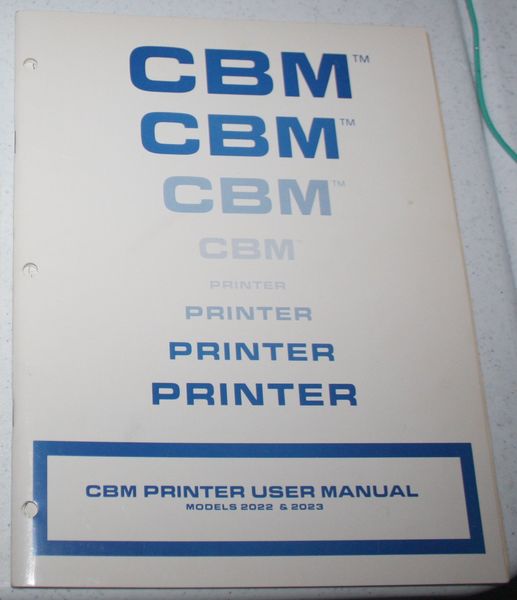 CBM™
CBM™
CBM™
CBM™
PRINTER
PRINTER
PRINTER
PRINTER
CBM PRINTER USER MANUAL
MODELS 2022 & 2023